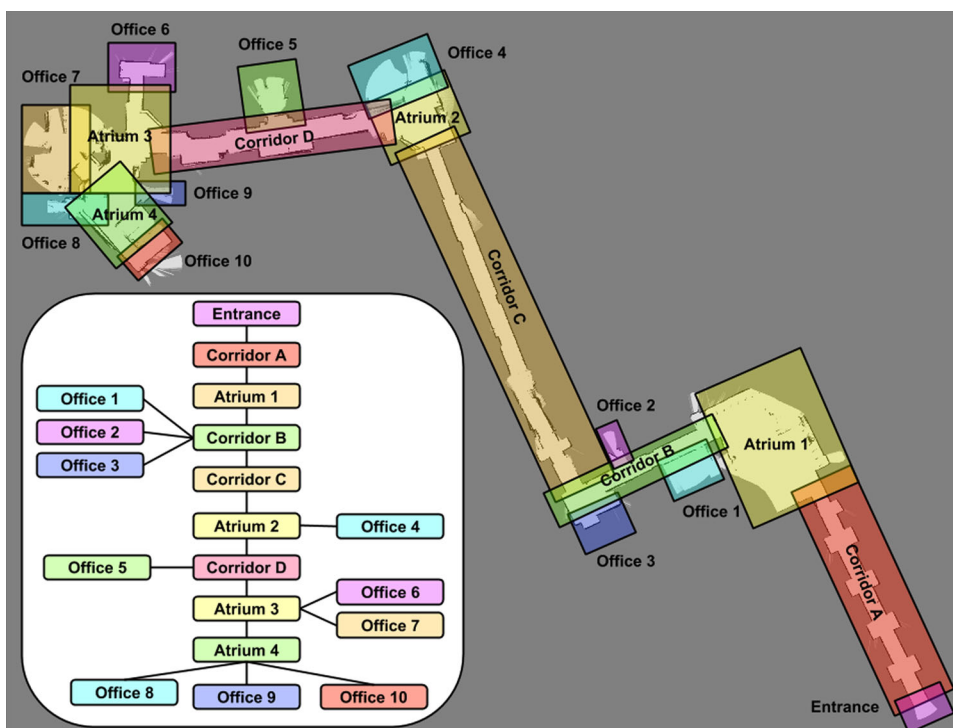 Office 6
Office 5
Office 4
Office 7
Atrium 2
Atrium 3
Corridor D
Office 9
Atrium 4
Office 8
Office 10
Corridor C
Office 2
Atrium 1
Corridor B
Office 1
Office 3
Corridor A
Entrance
Entrance
Corridor A
Atrium 1
Office 1
Office 2
Corridor B
Office 3
Corridor C
Atrium 2
Office 4
Office 5
Corridor D
Office 6
Atrium 3
Office 7
Atrium 4
Office 8
Office 9
Office 10